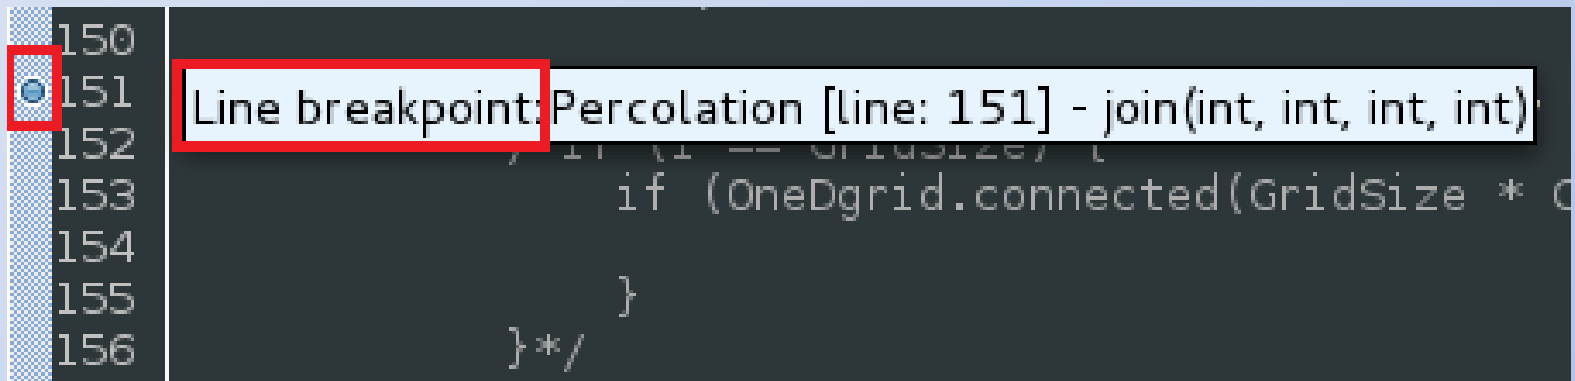 150
151 Line breakpoint:Percolation [line: 151] - join(int, int, int, int)
152
153 if (OneDgrid.connected(GridSize *
154
155 }
156 }*/